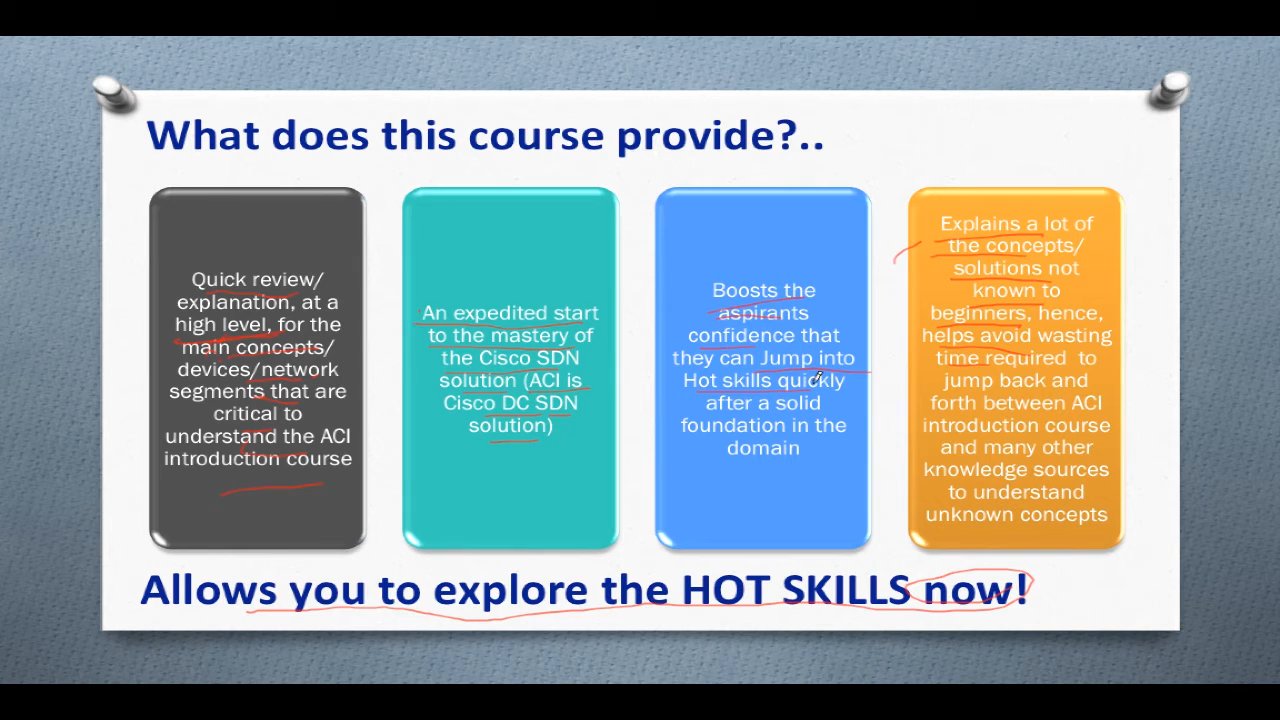 What does this course provide?..
Quick review/
explanation, at a
high level, for the
main concepts/
devices/network
segments that are
critical to
understand the ACI
introduction course
An expedited start
to the mastery of
the Cisco SDN
solution (ACI is
Cisco DC SDN
solution)
Boosts the
aspirants
confidence that
they can Jump into
Hot skills quickly
after a solid
foundation in the
domain
Explains a lot of
the concepts/
solutions not
known to
beginners, hence,
helps avoid wasting
time required to
jump back and
forth between ACI
introduction course
and many other
knowledge sources
to understand
unknown concepts
Allows you to explore the HOT SKILLS now!